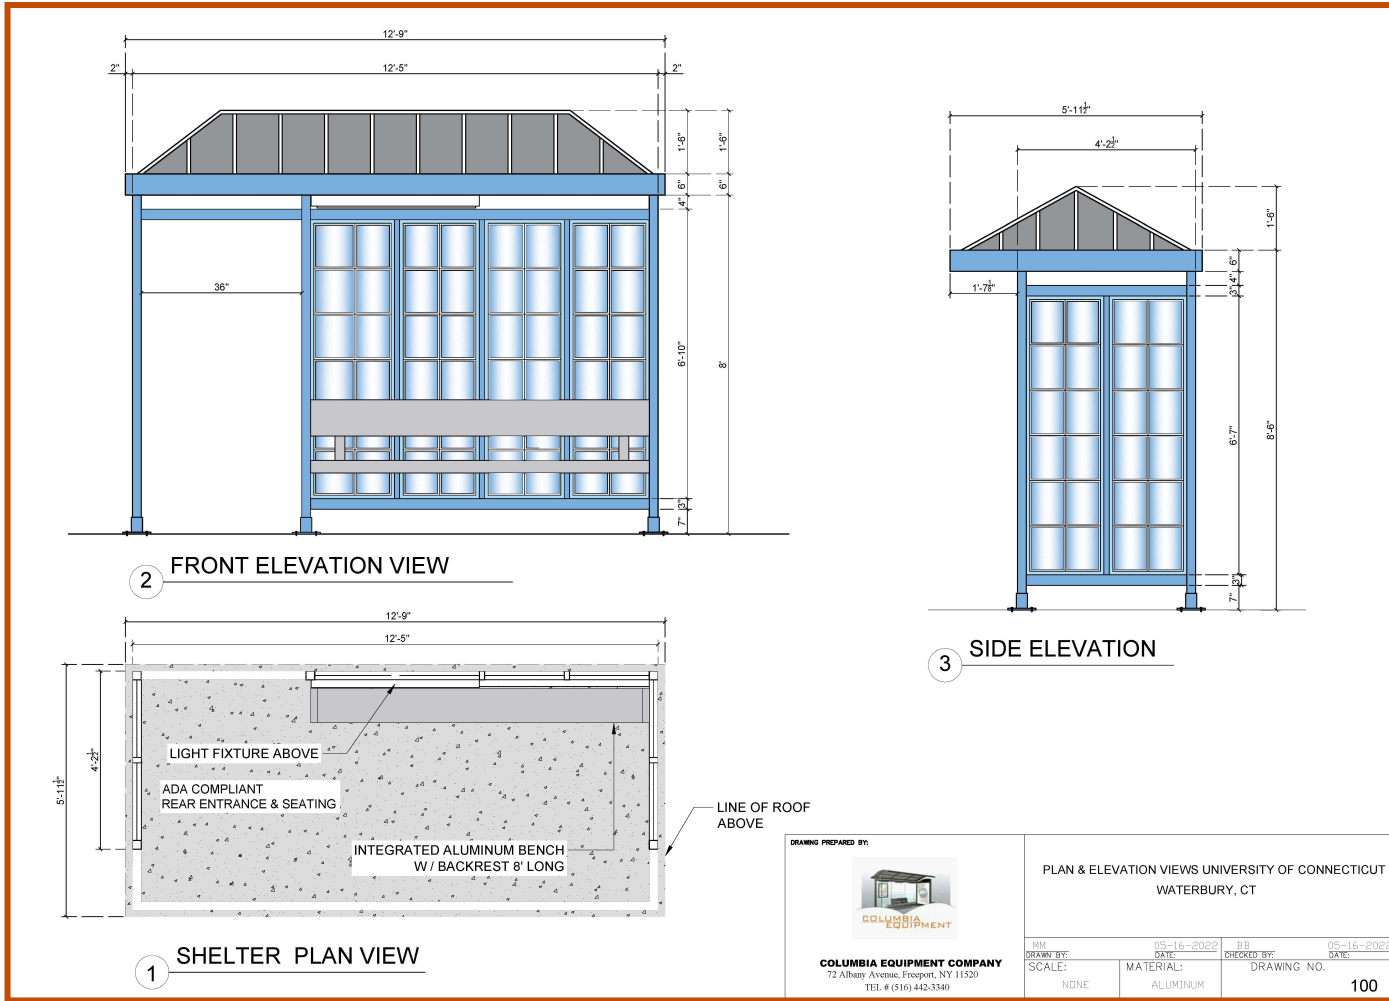 12'-9"
2" 12'-5" 2"
1'-6" 1'-6"
6" 6"
4"
36"
6'-10" 8'
3"
7"
2 FRONT ELEVATION VIEW
5'-11½"
4'-2½"
1'-6"
6"
4"
1'-7⅛" 3"
6'-7" 8'-6"
3"
7"
3 SIDE ELEVATION
12'-9"
12'-5"
5'-11½" 4'-2½"
LIGHT FIXTURE ABOVE
ADA COMPLIANT
REAR ENTRANCE & SEATING
INTEGRATED ALUMINUM BENCH
W / BACKREST 8' LONG
LINE OF ROOF
ABOVE
1 SHELTER PLAN VIEW
DRAWING PREPARED BY:
COLUMBIA
EQUIPMENT
COLUMBIA EQUIPMENT COMPANY
72 Albany Avenue, Freeport, NY 11520
TEL # (516) 442-3340
PLAN & ELEVATION VIEWS UNIVERSITY OF CONNECTICUT
WATERBURY, CT
MM 05-16-2022 BB 05-16-2022
DRAWN BY: DATE: CHECKED BY: DATE:
SCALE: MATERIAL: DRAWING NO.
NONE ALUMINUM 100